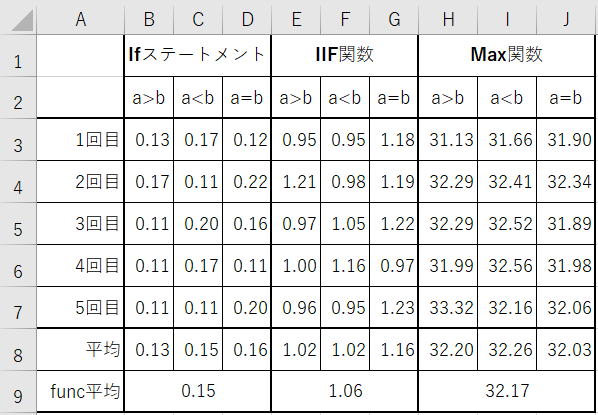 A B C D E F G H I J
1 Ifステートメント IIF関数 Max関数
2 a>b a<b a=b a>b a<b a=b a>b a<b a=b
3 1回目 0.13 0.17 0.12 0.95 0.95 1.18 31.13 31.66 31.90
4 2回目 0.17 0.11 0.22 1.21 0.98 1.19 32.29 32.41 32.34
5 3回目 0.11 0.20 0.16 0.97 1.05 1.22 32.29 32.52 31.89
6 4回目 0.11 0.17 0.11 1.00 1.16 0.97 31.99 32.56 31.98
7 5回目 0.11 0.11 0.20 0.96 0.95 1.23 33.32 32.16 32.06
8 平均 0.13 0.15 0.16 1.02 1.02 1.16 32.20 32.26 32.03
9 func平均 0.15 1.06 32.17